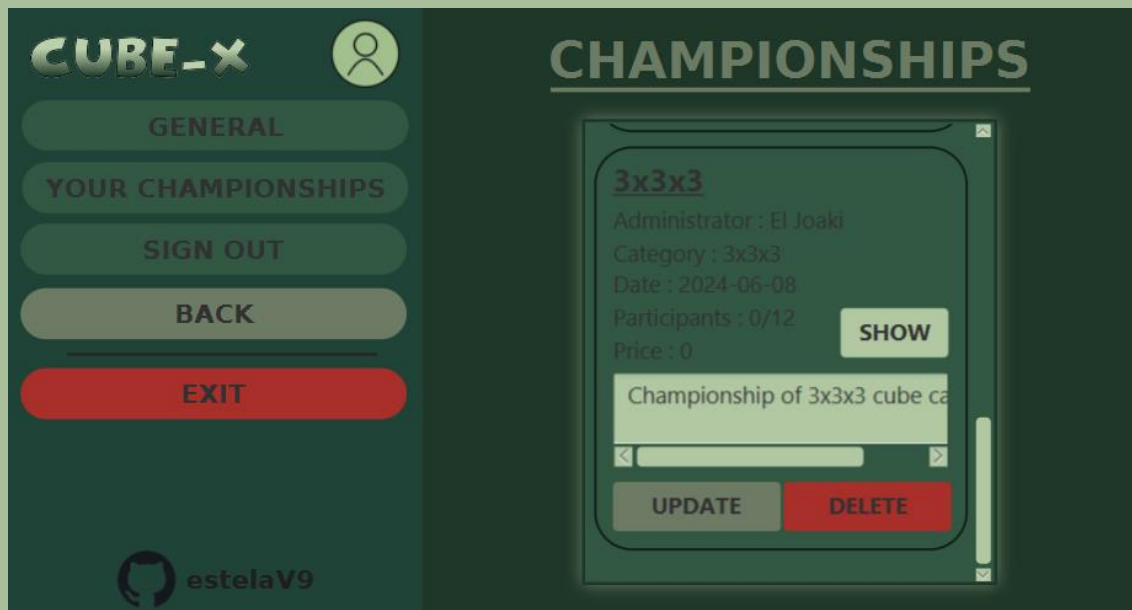 CUBE-X
GENERAL
YOUR CHAMPIONSHIPS
SIGN OUT
BACK
EXIT
estelaV9
CHAMPIONSHIPS
3x3x3
Administrator : El Joaki
Category : 3x3x3
Date : 2024-06-08
Participants : 0/12
Price : 0
SHOW
Championship of 3x3x3 cube ca
UPDATE
DELETE